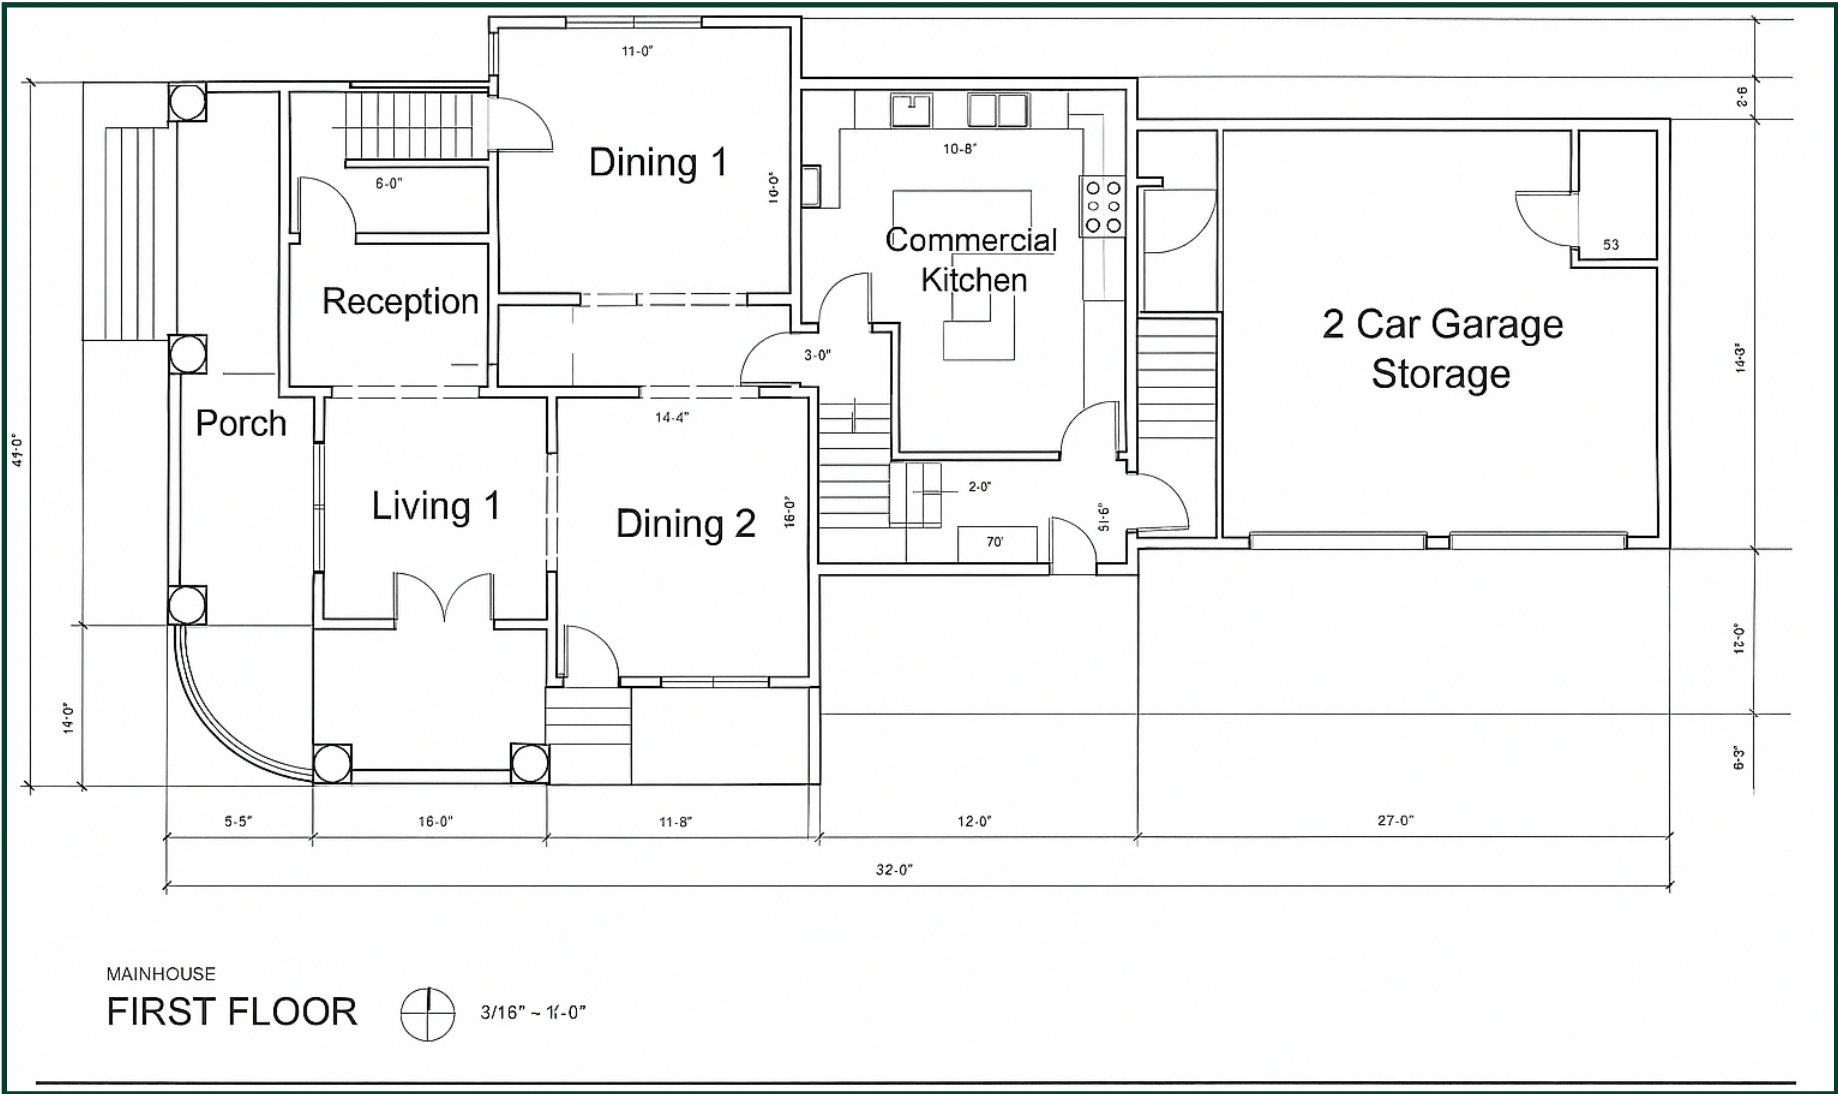 11-0"
2-6
Dining 1
10-8"
6-0"
10-0"
Commercial
Kitchen
53
Reception
2 Car Garage
Storage
3-0"
14-3"
Porch
14-4"
Living 1
Dining 2
16-0"
2-0"
51-6"
70'
12-0"
14-0"
6-3"
5-5"
16-0"
11-8"
12-0"
27-0"
32-0"
MAINHOUSE
FIRST FLOOR